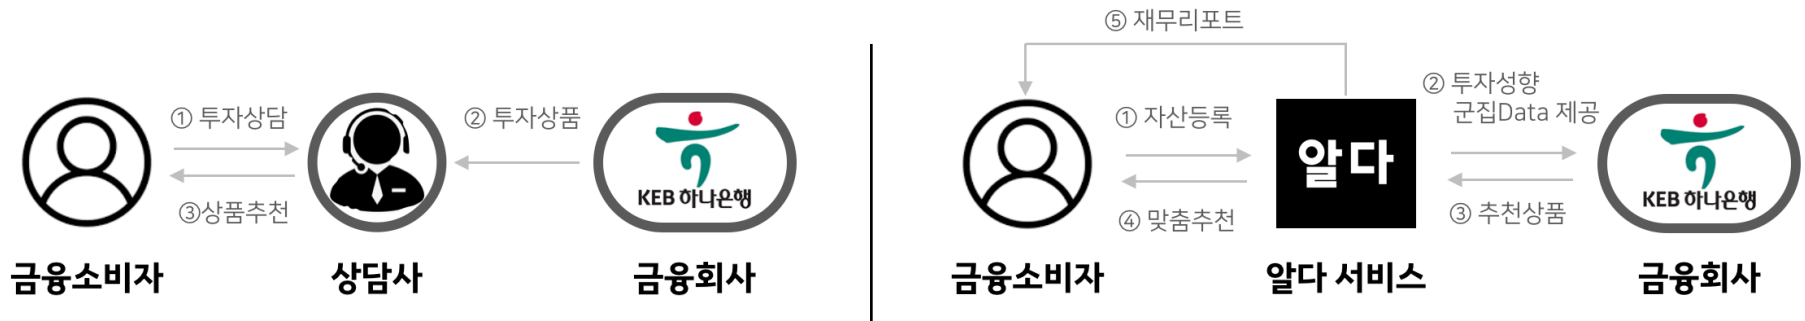 ① 투자상담
② 투자상품
KEB 하나은행
③상품추천
금융소비자
상담사
금융회사
⑤ 재무리포트
① 자산등록
② 투자성향
군집Data 제공
알다
KEB 하나은행
④ 맞춤추천
③ 추천상품
금융소비자
알다 서비스
금융회사